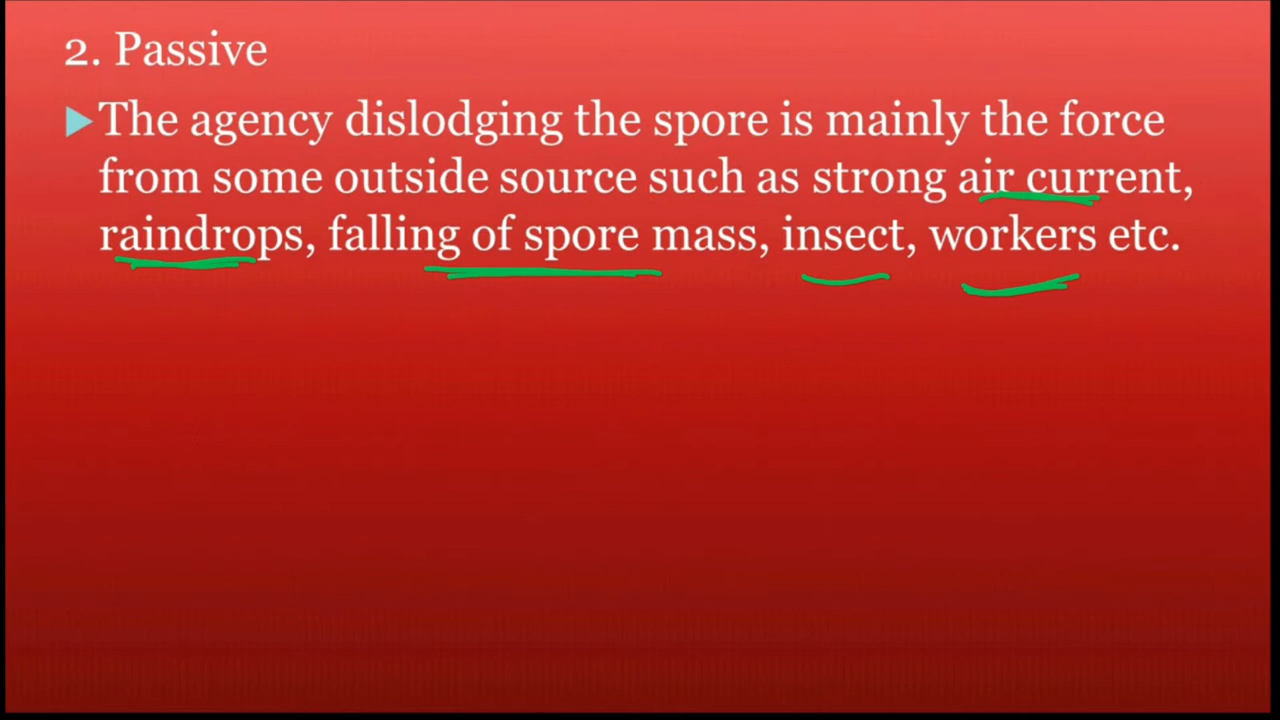 2. Passive
The agency dislodging the spore is mainly the force
from some outside source such as strong air current,
raindrops, falling of spore mass, insect, workers etc.